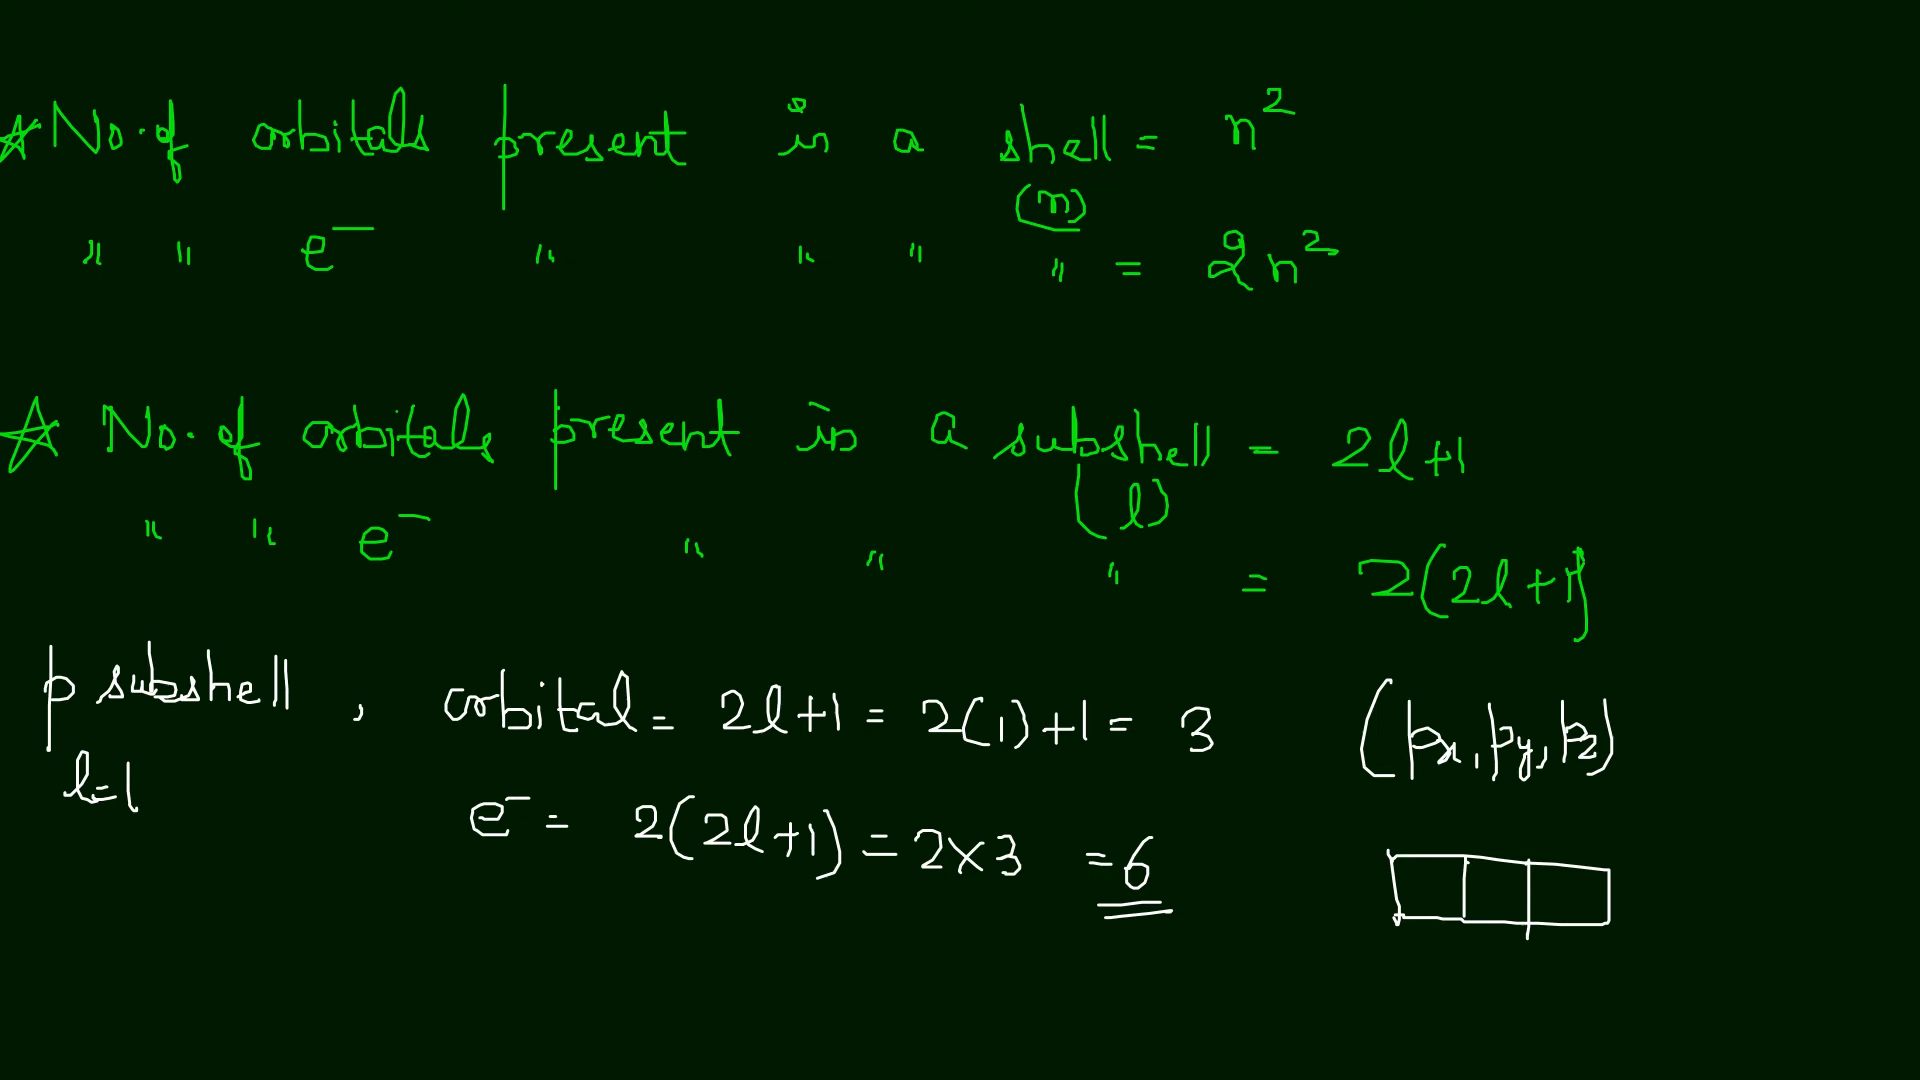 ☆ No. of orbitals present in a shell = n²
(n)
" " e⁻ " " " " = 2n²
☆ No. of orbitals present in a subshell = 2l+1
(l)
" " e⁻ " " " = 2(2l+1)
p subshell, orbital = 2l+1 = 2(1)+1 = 3 (px, py, pz)
l=1
e⁻ = 2(2l+1) = 2×3 = 6